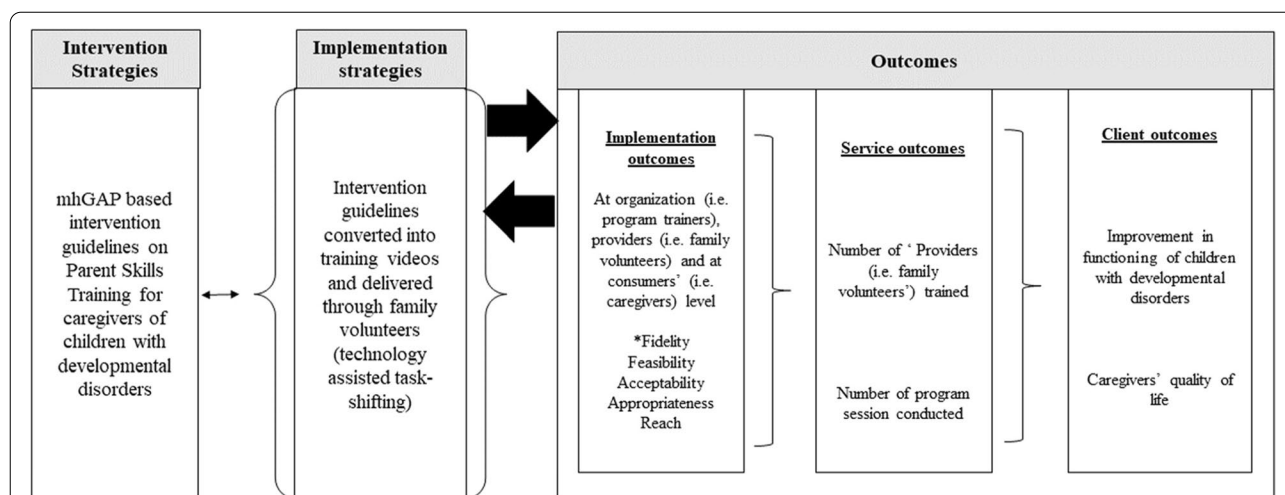 Intervention
Strategies
mhGAP based
intervention
guidelines on
Parent Skills
Training for
caregivers of
children with
developmental
disorders
Implementation
strategies
Intervention
guidelines
converted into
training videos
and delivered
through family
volunteers
(technology
assisted task-
shifting)
Outcomes
Implementation
outcomes
At organization (i.e.
program trainers),
providers (i.e. family
volunteers) and at
consumers’ (i.e.
caregivers) level
*Fidelity
Feasibility
Acceptability
Appropriateness
Reach
Service outcomes
Number of ‘ Providers
(i.e. family
volunteers’) trained
Number of program
session conducted
Client outcomes
Improvement in
functioning of children
with developmental
disorders
Caregivers’ quality of
life